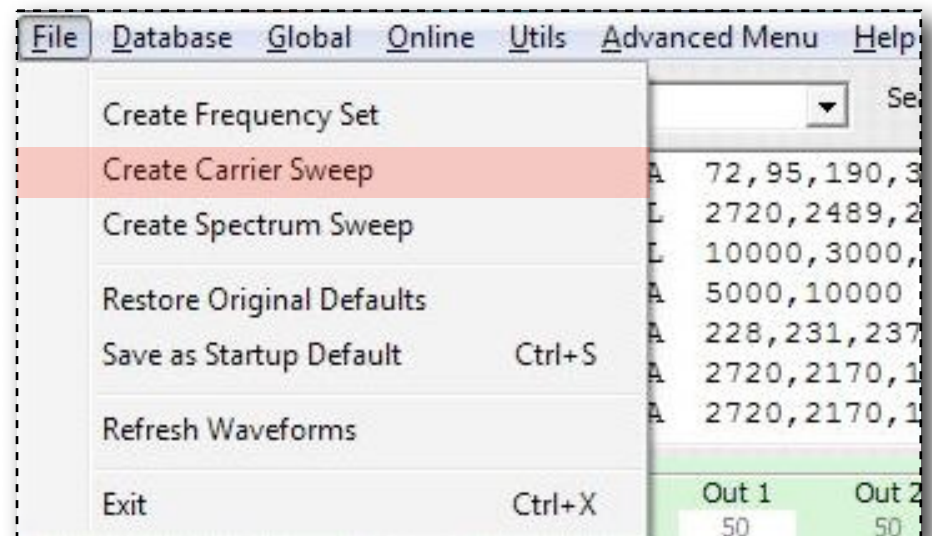 File Database Global Online Utils Advanced Menu Help
Create Frequency Set
Create Carrier Sweep
Create Spectrum Sweep
Restore Original Defaults
Save as Startup Default Ctrl+S
Refresh Waveforms
Exit Ctrl+X
A 72,95,190,3
L 2720,2489,2
L 10000,3000,
A 5000,10000
A 228,231,237
A 2720,2170,1
A 2720,2170,1
Out 1 Out 2
50 50